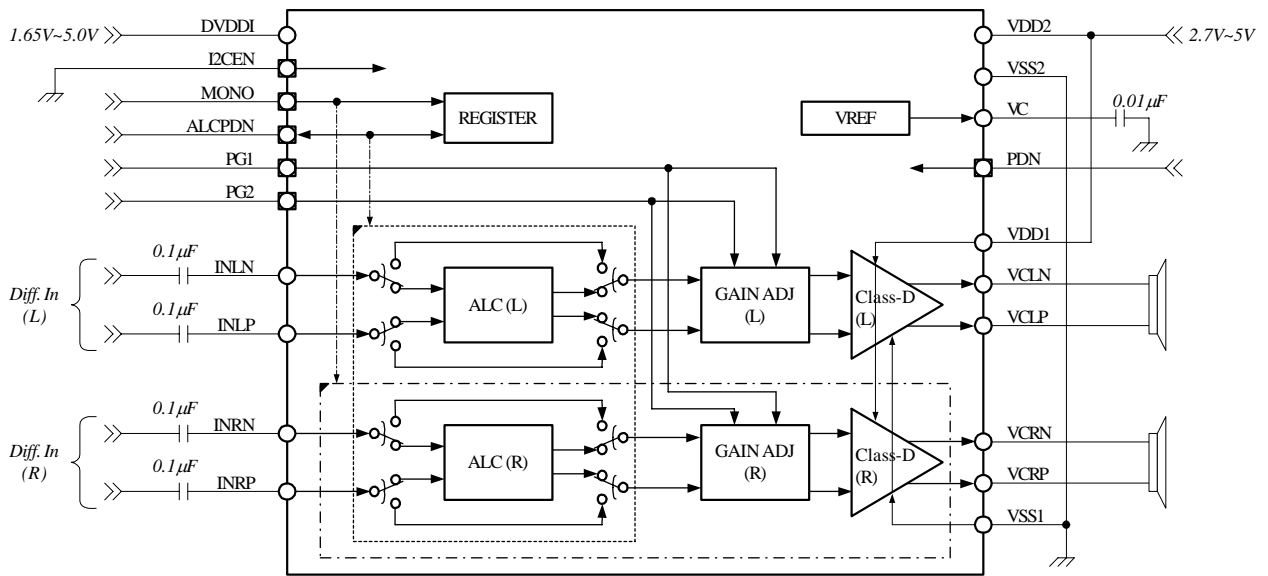 1.65V~5.0V
DVDDI
I2CEN
MONO
ALCPDN
PG1
PG2
REGISTER
VREF
VDD2
2.7V~5V
VSS2
VC
0.01μF
PDN
VDD1
Diff. In
(L)
0.1μF
INLN
0.1μF
INLP
ALC (L)
GAIN ADJ
(L)
Class-D
(L)
VCLN
VCLP
Diff. In
(R)
0.1μF
INRN
0.1μF
INRP
ALC (R)
GAIN ADJ
(R)
Class-D
(R)
VCRN
VCRP
VSS1